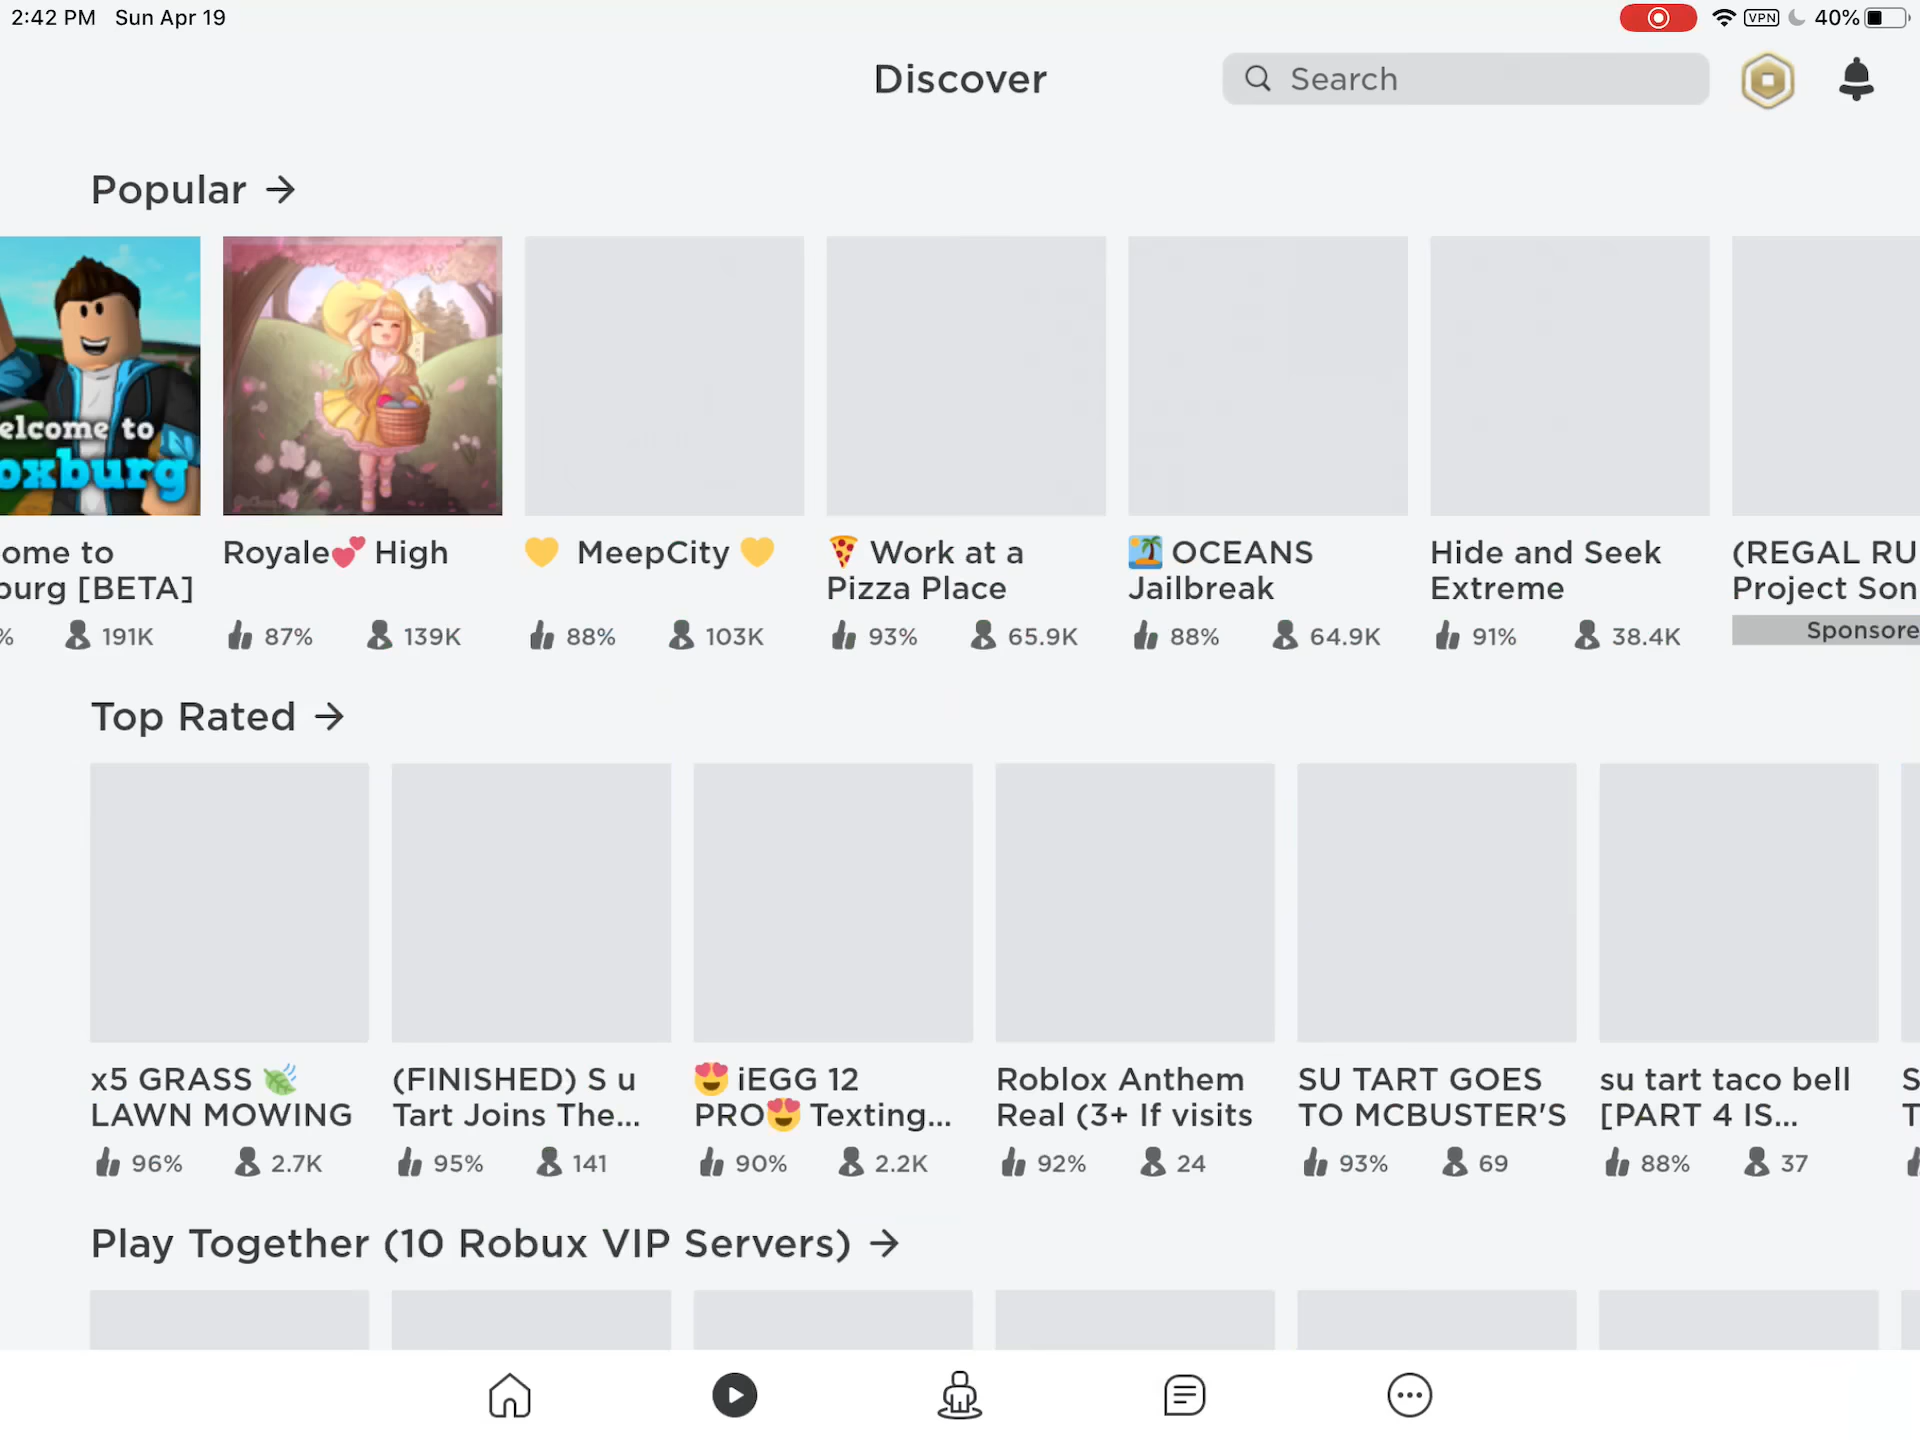 2:42 PM Sun Apr 19
VPN 40%
Discover
Search
Popular →
elcome to
oxburg
ome to
burg [BETA]
% 191K
Royale💕 High
87% 139K
💛 MeepCity 💛
88% 103K
🍕 Work at a
Pizza Place
93% 65.9K
🏝️ OCEANS
Jailbreak
88% 64.9K
Hide and Seek
Extreme
91% 38.4K
(REGAL RU
Project Son
Sponsore
Top Rated →
x5 GRASS 🍃
LAWN MOWING
96% 2.7K
(FINISHED) S u
Tart Joins The...
95% 141
😍 iEGG 12
PRO😍 Texting...
90% 2.2K
Roblox Anthem
Real (3+ If visits
92% 24
SU TART GOES
TO MCBUSTER'S
93% 69
su tart taco bell
[PART 4 IS...
88% 37
S
T
Play Together (10 Robux VIP Servers) →